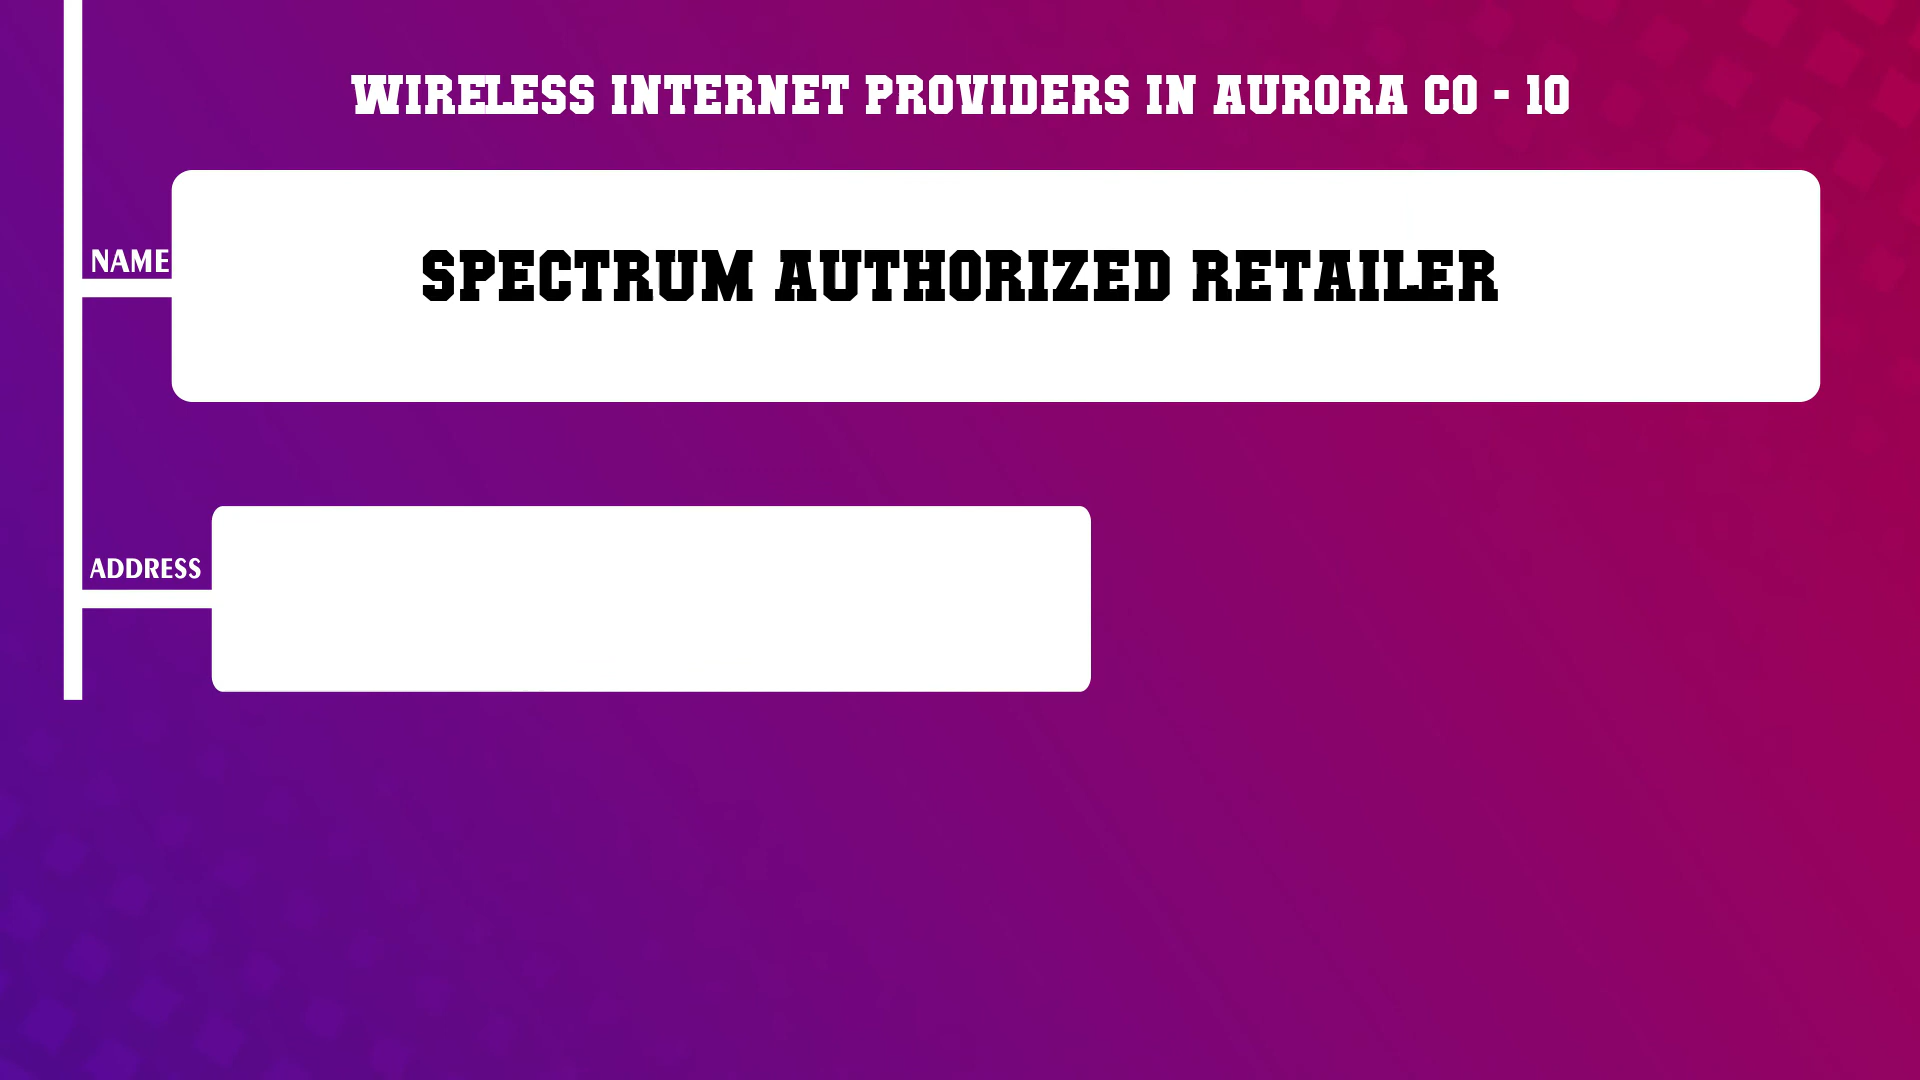 WIRELESS INTERNET PROVIDERS IN AURORA CO - 10
NAME
SPECTRUM AUTHORIZED RETAILER
ADDRESS